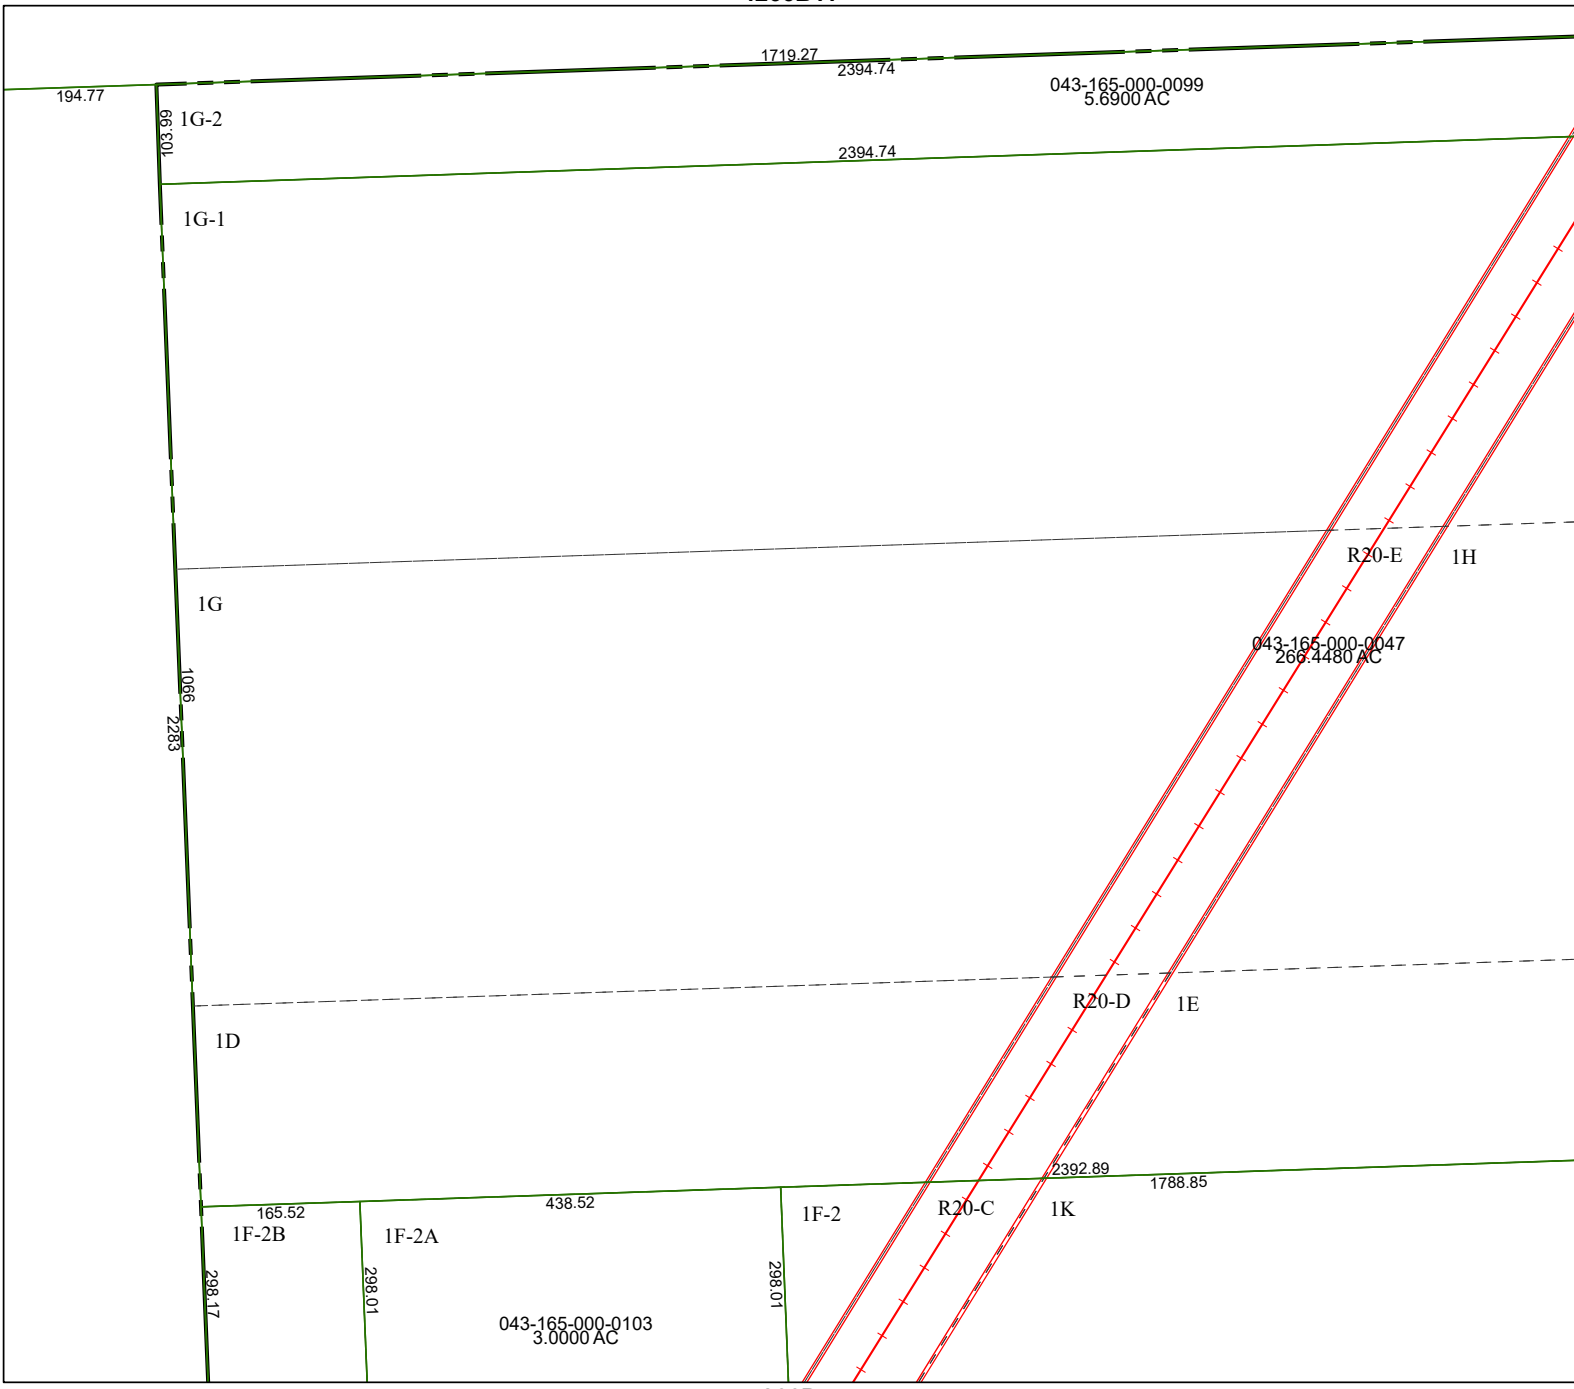 1719.27
2394.74
194.77
043-165-000-0099
5.6900 AC
103.99
1G-2
2394.74
1G-1
R20-E
1H
1G
043-165-000-0047
266.4480 AC
1066
2283
R20-D
1E
1D
2392.89
1788.85
165.52
438.52
1F-2
R20-C
1K
1F-2B
1F-2A
298.17
298.01
298.01
043-165-000-0103
3.0000 AC